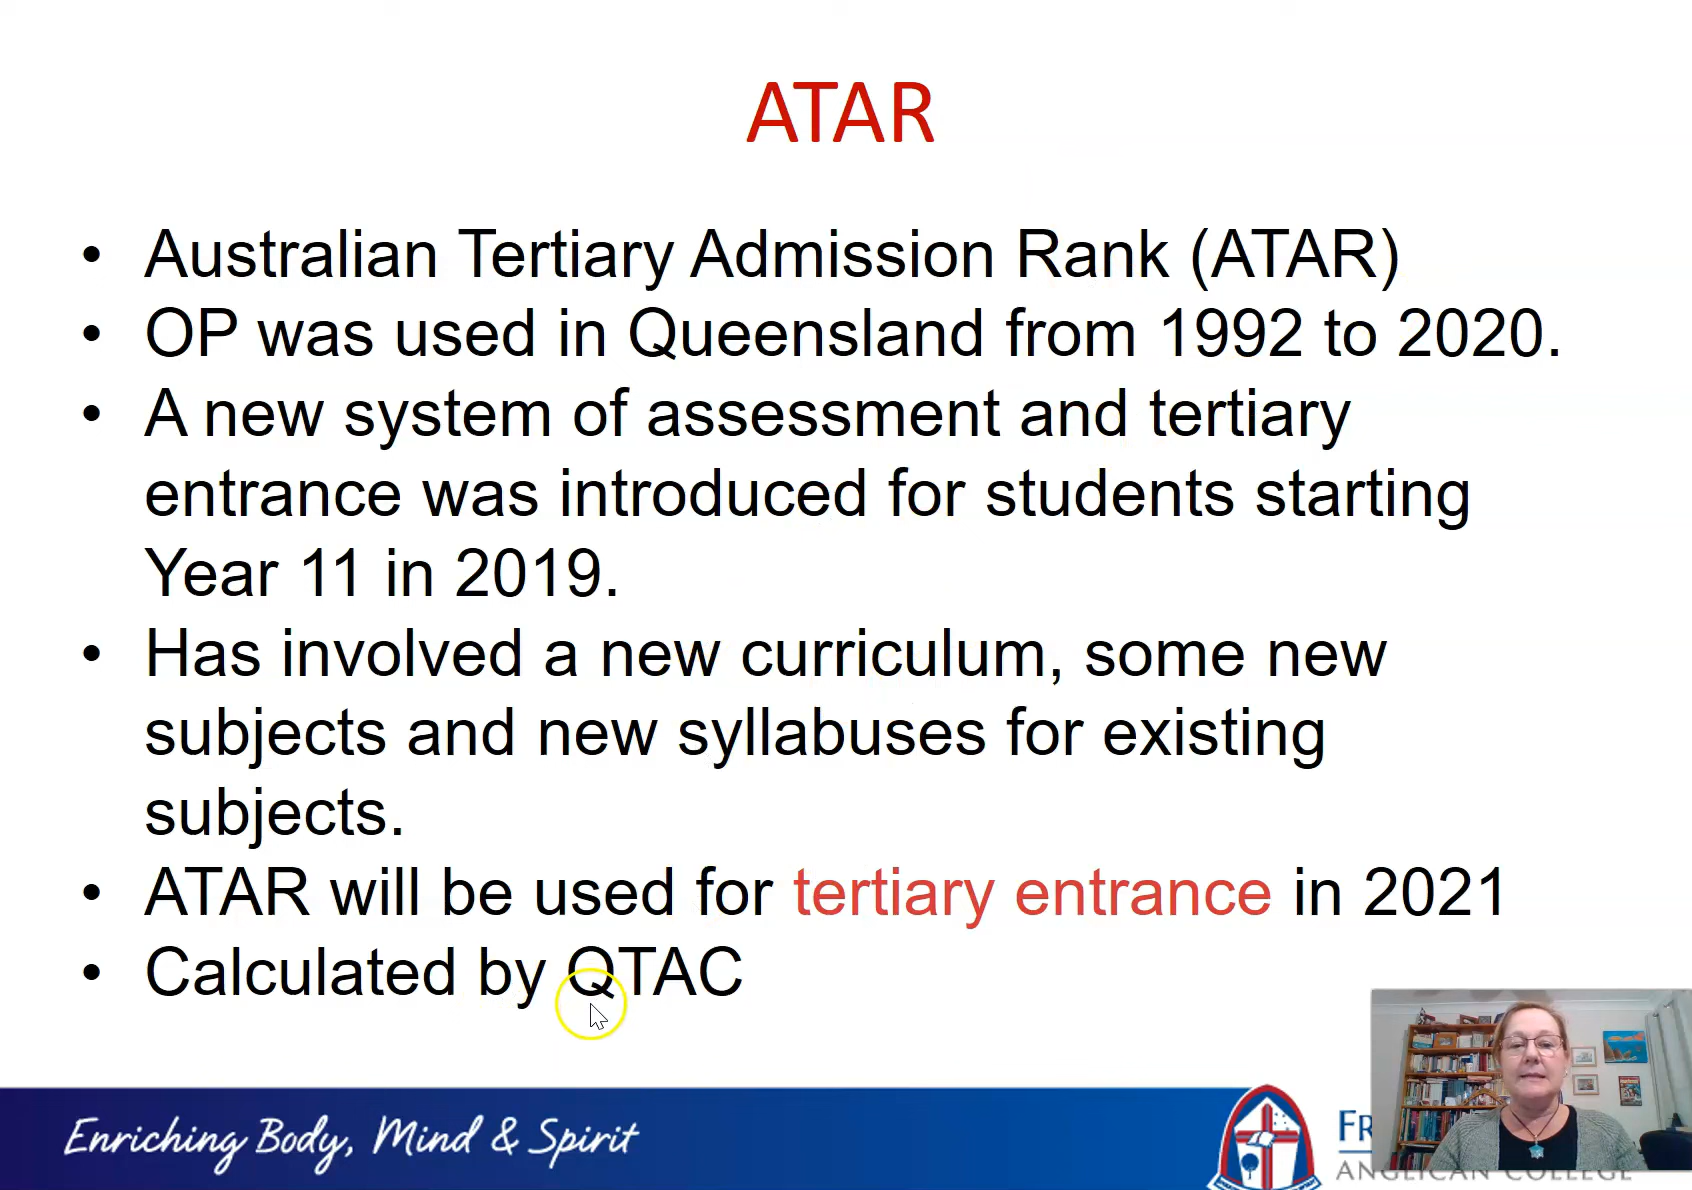 ATAR
• Australian Tertiary Admission Rank (ATAR)
• OP was used in Queensland from 1992 to 2020.
• A new system of assessment and tertiary
entrance was introduced for students starting
Year 11 in 2019.
• Has involved a new curriculum, some new
subjects and new syllabuses for existing
subjects.
• ATAR will be used for tertiary entrance in 2021
• Calculated by QTAC
Enriching Body, Mind & Spirit
ANGLICAN COLLEGE